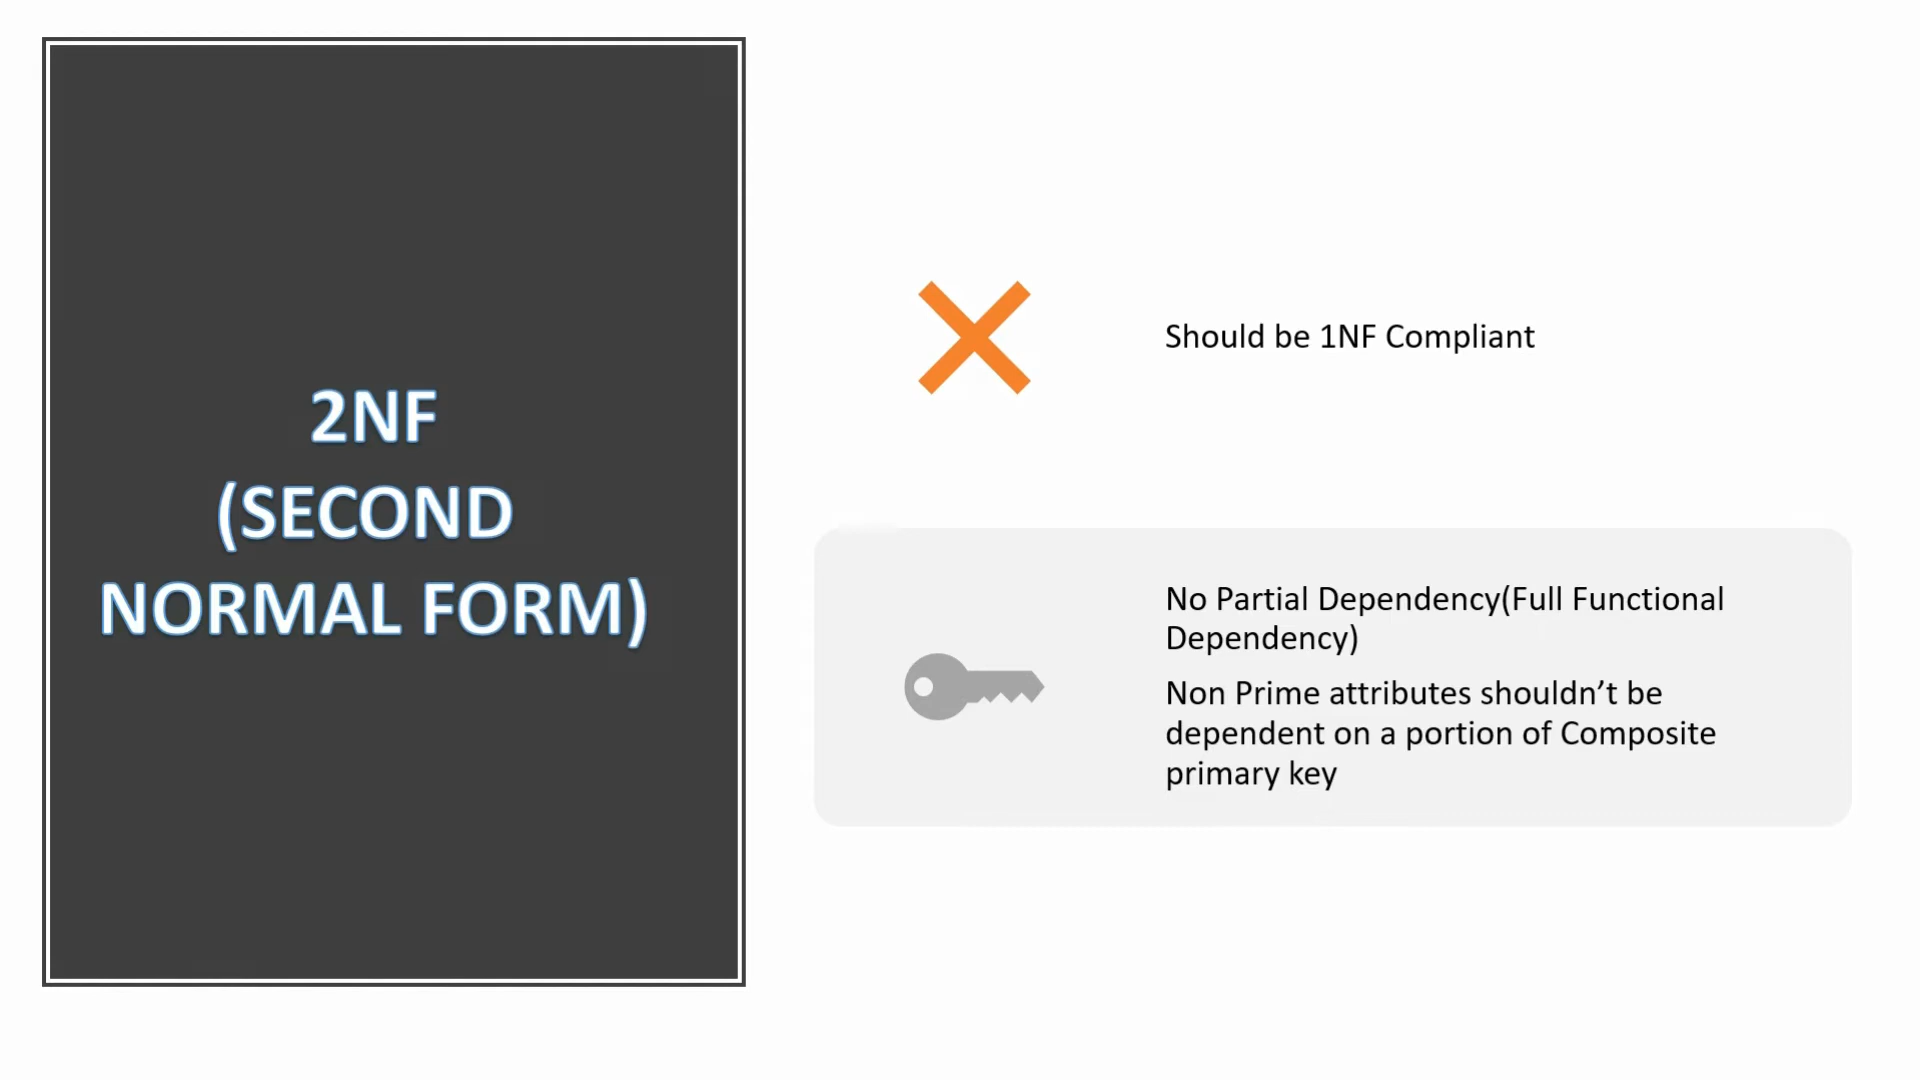 2NF
(SECOND
NORMAL FORM)
Should be 1NF Compliant
No Partial Dependency(Full Functional
Dependency)
Non Prime attributes shouldn’t be
dependent on a portion of Composite
primary key